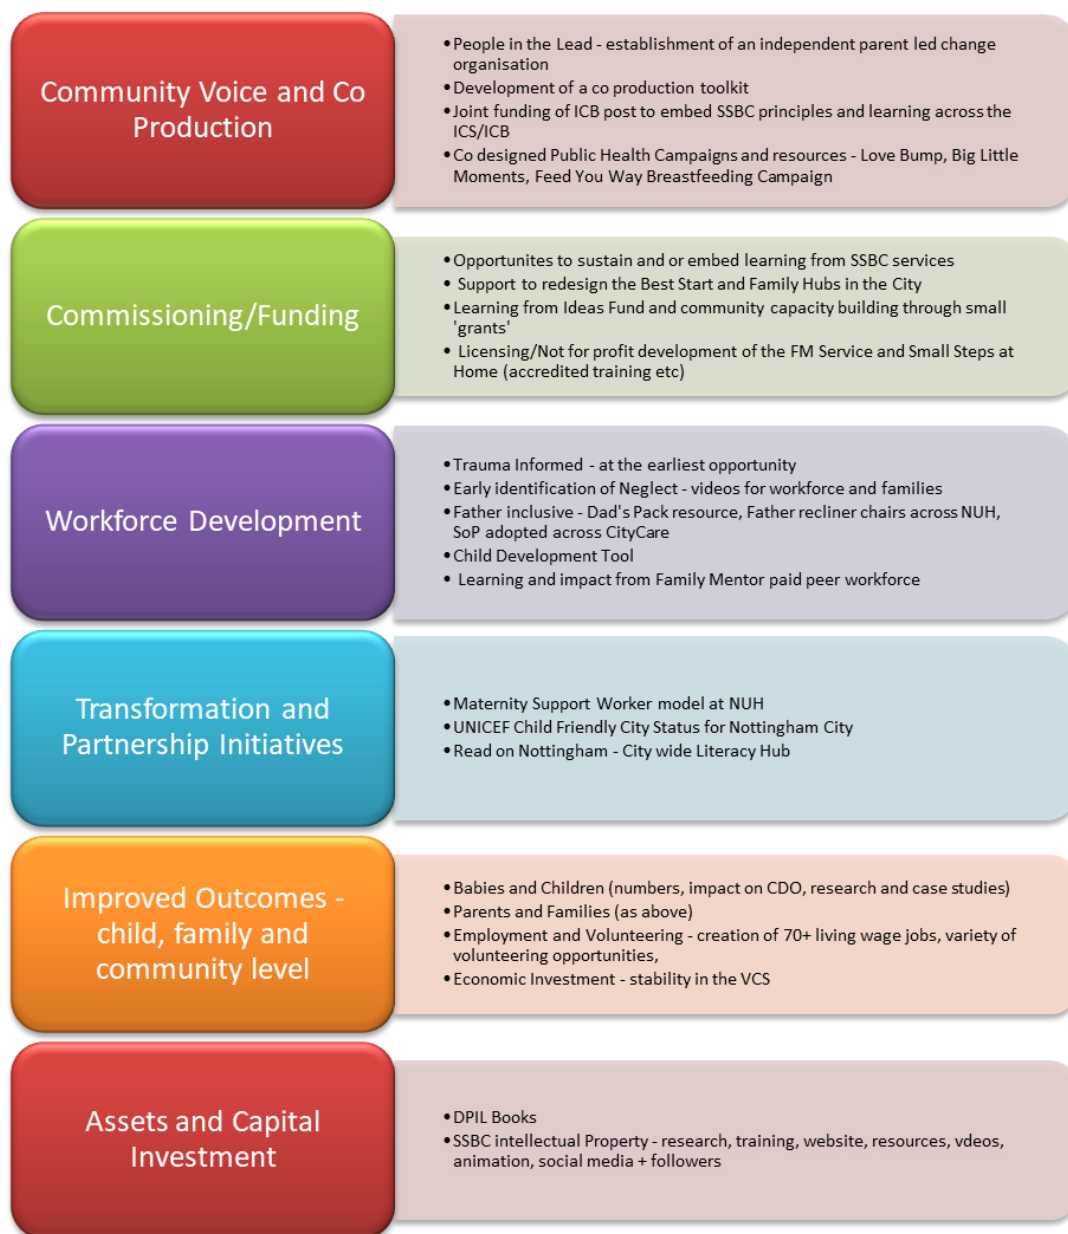 Community Voice and Co
Production
•People in the Lead - establishment of an independent parent led change
organisation
•Development of a co production toolkit
•Joint funding of ICB post to embed SSBC principles and learning across the
ICS/ICB
•Co designed Public Health Campaigns and resources - Love Bump, Big Little
Moments, Feed You Way Breastfeeding Campaign
Commissioning/Funding
•Opportunites to sustain and or embed learning from SSBC services
• Support to redesign the Best Start and Family Hubs in the City
•Learning from Ideas Fund and community capacity building through small
'grants'
• Licensing/Not for profit development of the FM Service and Small Steps at
Home (accredited training etc)
Workforce Development
•Trauma Informed - at the earliest opportunity
•Early identification of Neglect - videos for workforce and families
•Father inclusive - Dad's Pack resource, Father recliner chairs across NUH,
SoP adopted across CityCare
•Child Development Tool
• Learning and impact from Family Mentor paid peer workforce
Transformation and
Partnership Initiatives
•Maternity Support Worker model at NUH
•UNICEF Child Friendly City Status for Nottingham City
•Read on Nottingham - City wide Literacy Hub
Improved Outcomes -
child, family and
community level
•Babies and Children (numbers, impact on CDO, research and case studies)
•Parents and Families (as above)
•Employment and Volunteering - creation of 70+ living wage jobs, variety of
volunteering opportunities,
•Economic Investment - stability in the VCS
Assets and Capital
Investment
•DPIL Books
•SSBC intellectual Property - research, training, website, resources, vdeos,
animation, social media + followers